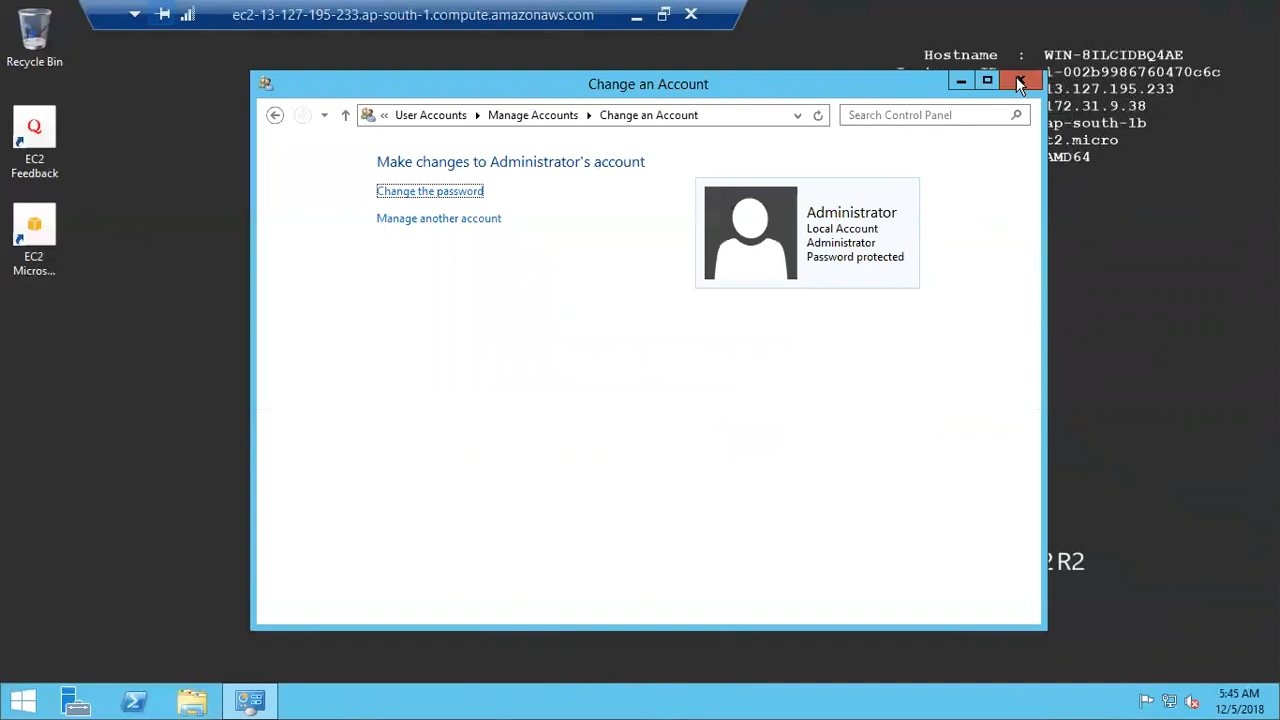 ec2-13-127-195-233.ap-south-1.compute.amazonaws.com
Recycle Bin
EC2
Feedback
EC2
Micros...
Hostname : WIN-8ILCIDBQ4AE
-002b9986760470c6c
13.127.195.233
172.31.9.38
ap-south-1b
t2.micro
AMD64
Change an Account
« User Accounts Manage Accounts Change an Account
Search Control Panel
Make changes to Administrator's account
Change the password
Manage another account
Administrator
Local Account
Administrator
Password protected
R2
5:45 AM
12/5/2018